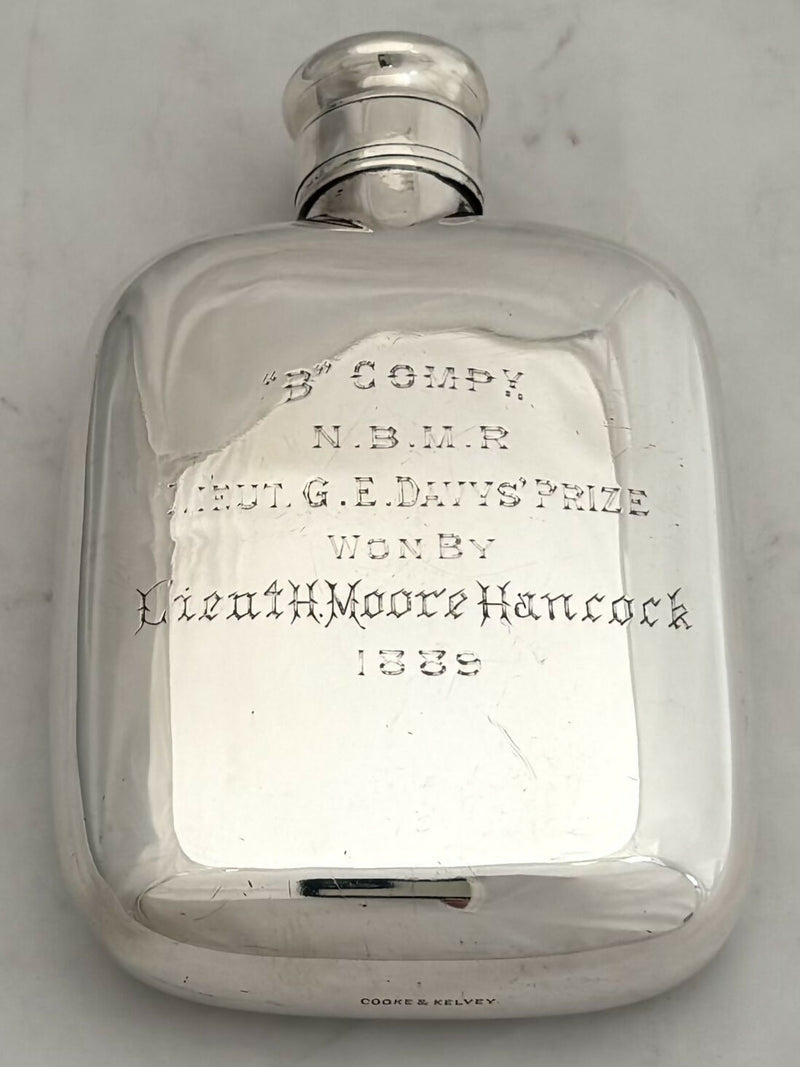 "B" COMPY.
N.B.M.R
LIEUT. G.E. DAVYS' PRIZE
WON BY
Lieut H. Moore Hancock
1889
COOKE & KELVEY